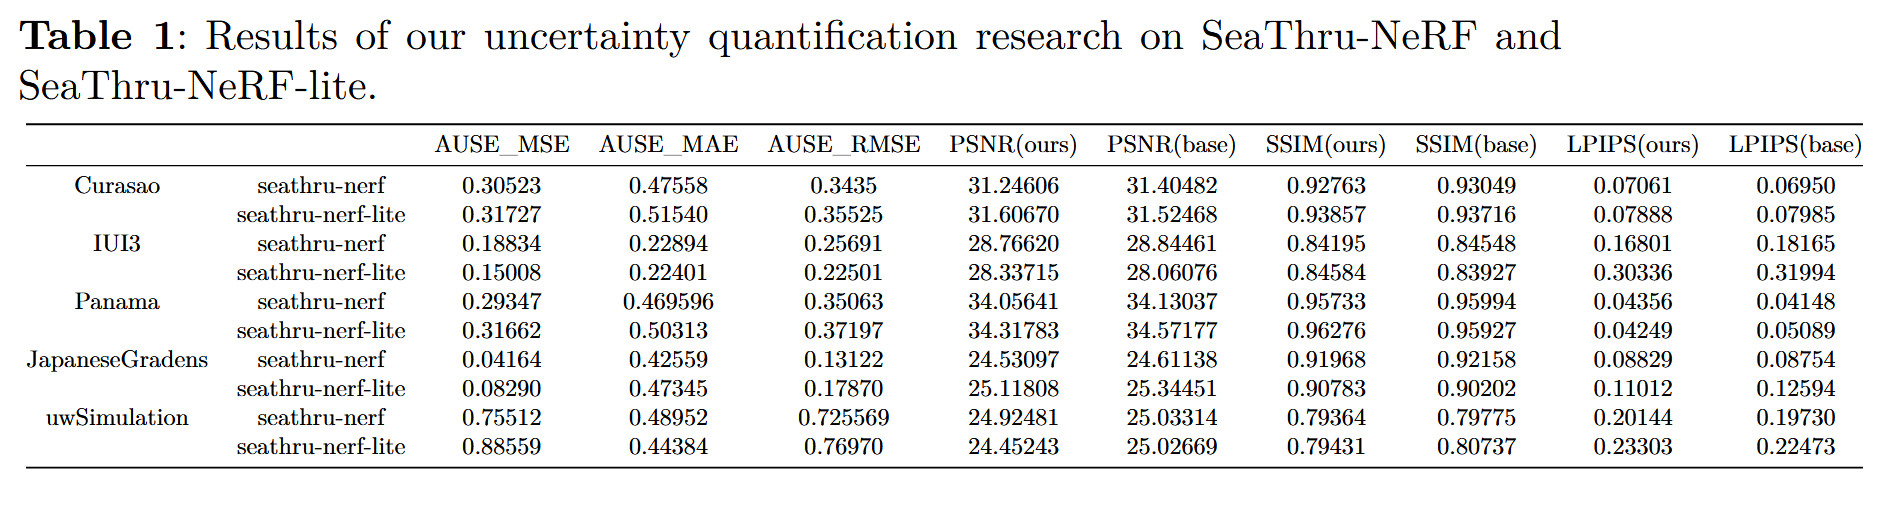 Table 1: Results of our uncertainty quantification research on SeaThru-NeRF and
SeaThru-NeRF-lite.
AUSE_MSE AUSE_MAE AUSE_RMSE PSNR(ours) PSNR(base) SSIM(ours) SSIM(base) LPIPS(ours) LPIPS(base)
Curasao seathru-nerf 0.30523 0.47558 0.3435 31.24606 31.40482 0.92763 0.93049 0.07061 0.06950
seathru-nerf-lite 0.31727 0.51540 0.35525 31.60670 31.52468 0.93857 0.93716 0.07888 0.07985
IUI3 seathru-nerf 0.18834 0.22894 0.25691 28.76620 28.84461 0.84195 0.84548 0.16801 0.18165
seathru-nerf-lite 0.15008 0.22401 0.22501 28.33715 28.06076 0.84584 0.83927 0.30336 0.31994
Panama seathru-nerf 0.29347 0.469596 0.35063 34.05641 34.13037 0.95733 0.95994 0.04356 0.04148
seathru-nerf-lite 0.31662 0.50313 0.37197 34.31783 34.57177 0.96276 0.95927 0.04249 0.05089
JapaneseGradens seathru-nerf 0.04164 0.42559 0.13122 24.53097 24.61138 0.91968 0.92158 0.08829 0.08754
seathru-nerf-lite 0.08290 0.47345 0.17870 25.11808 25.34451 0.90783 0.90202 0.11012 0.12594
uwSimulation seathru-nerf 0.75512 0.48952 0.725569 24.92481 25.03314 0.79364 0.79775 0.20144 0.19730
seathru-nerf-lite 0.88559 0.44384 0.76970 24.45243 25.02669 0.79431 0.80737 0.23303 0.22473